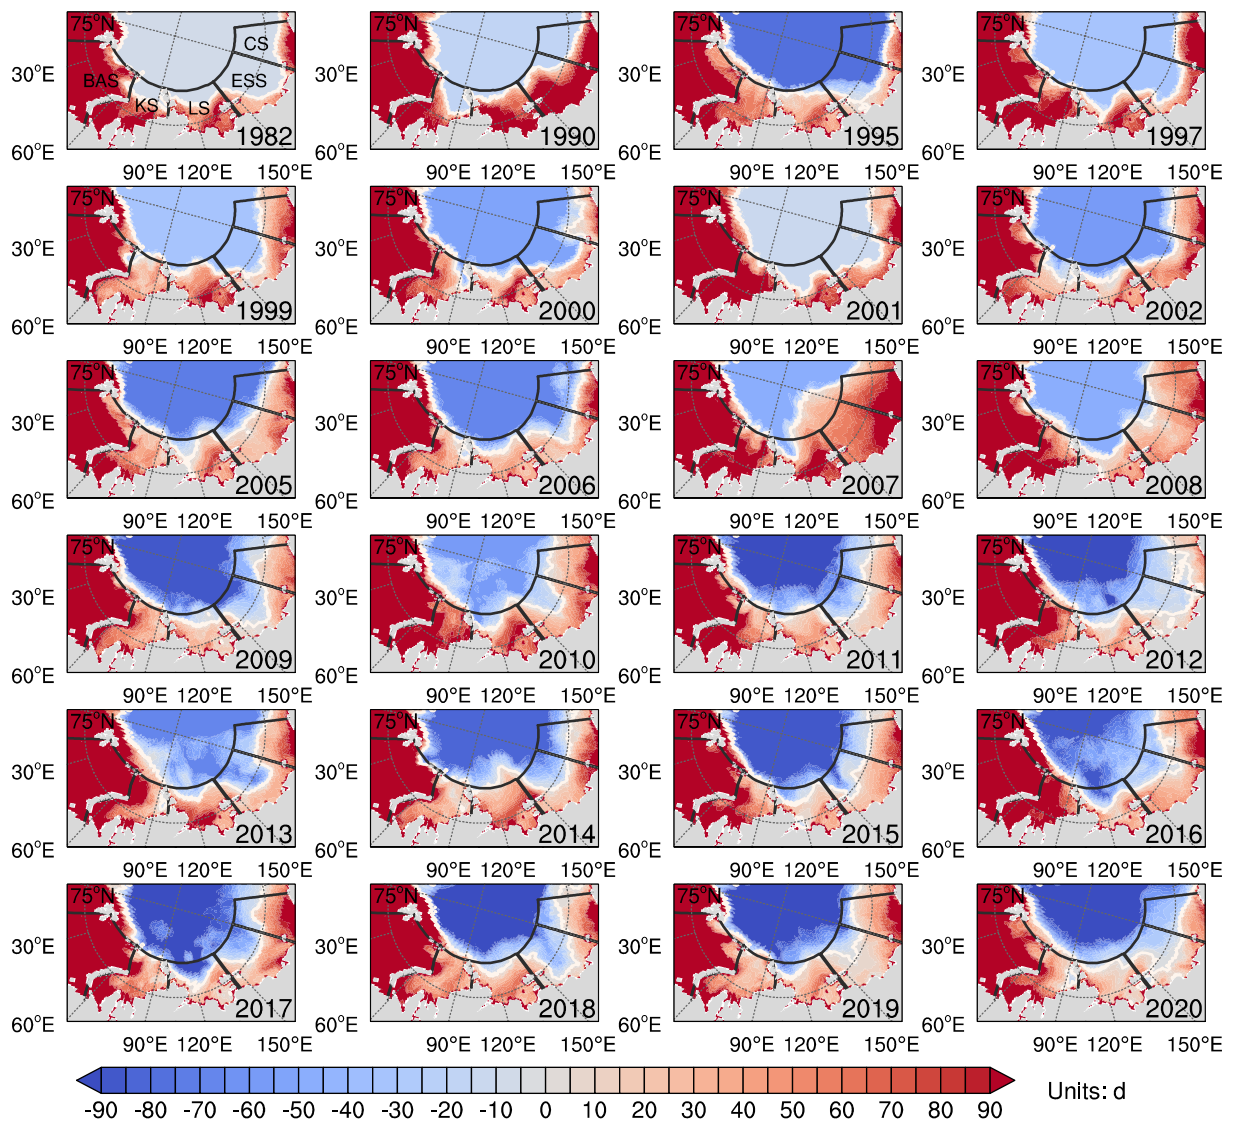 75°N
CS
30°E
BAS
ESS
KS
LS
1982
60°E
90°E 120°E 150°E
75°N
30°E
1990
60°E
90°E 120°E 150°E
75°N
30°E
1995
60°E
90°E 120°E 150°E
75°N
30°E
1997
60°E
90°E 120°E 150°E
75°N
30°E
1999
60°E
90°E 120°E 150°E
75°N
30°E
2000
60°E
90°E 120°E 150°E
75°N
30°E
2001
60°E
90°E 120°E 150°E
75°N
30°E
2002
60°E
90°E 120°E 150°E
75°N
30°E
2005
60°E
90°E 120°E 150°E
75°N
30°E
2006
60°E
90°E 120°E 150°E
75°N
30°E
2007
60°E
90°E 120°E 150°E
75°N
30°E
2008
60°E
90°E 120°E 150°E
75°N
30°E
2009
60°E
90°E 120°E 150°E
75°N
30°E
2010
60°E
90°E 120°E 150°E
75°N
30°E
2011
60°E
90°E 120°E 150°E
75°N
30°E
2012
60°E
90°E 120°E 150°E
75°N
30°E
2013
60°E
90°E 120°E 150°E
75°N
30°E
2014
60°E
90°E 120°E 150°E
75°N
30°E
2015
60°E
90°E 120°E 150°E
75°N
30°E
2016
60°E
90°E 120°E 150°E
75°N
30°E
2017
60°E
90°E 120°E 150°E
75°N
30°E
2018
60°E
90°E 120°E 150°E
75°N
30°E
2019
60°E
90°E 120°E 150°E
75°N
30°E
2020
60°E
90°E 120°E 150°E
-90 -80 -70 -60 -50 -40 -30 -20 -10 0 10 20 30 40 50 60 70 80 90
Units: d